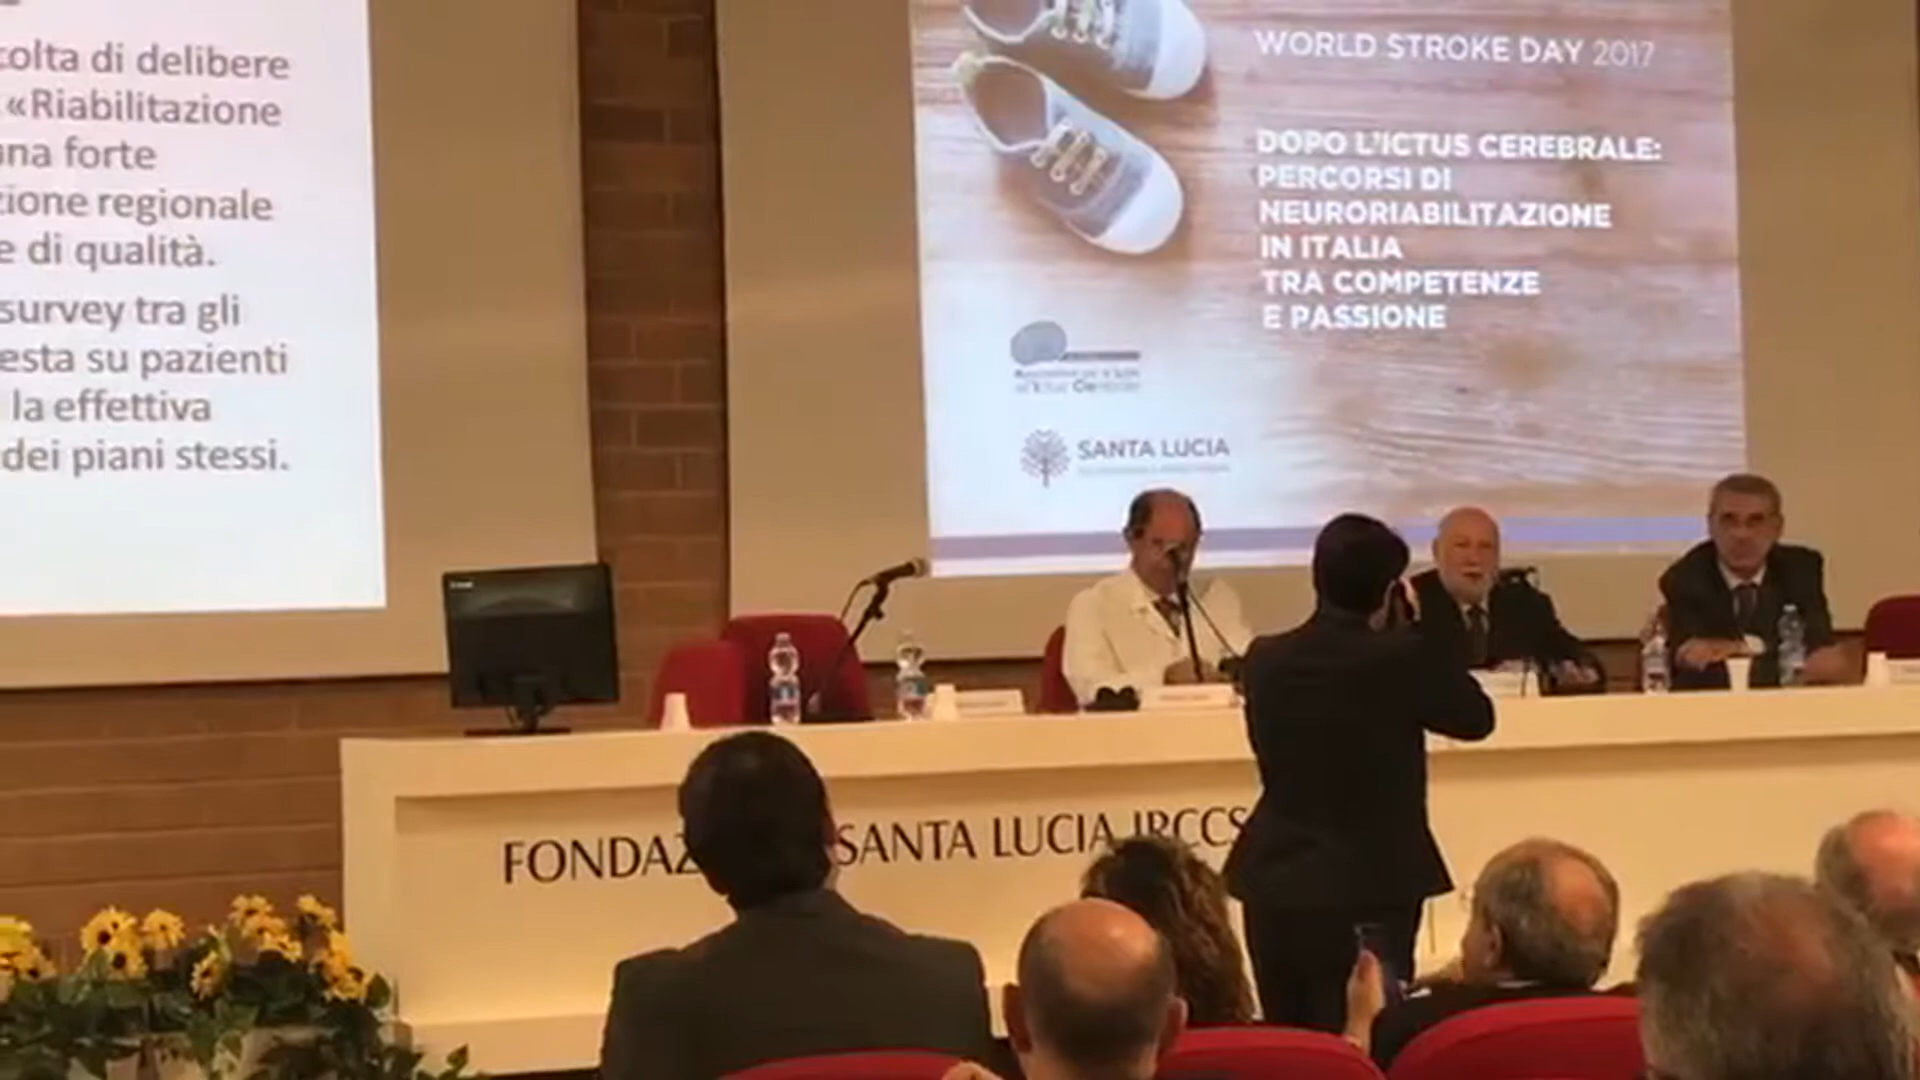 colta di delibere
«Riabilitazione
una forte
zione regionale
e di qualità.
survey tra gli
esta su pazienti
la effettiva
dei piani stessi.
WORLD STROKE DAY 2017
DOPO L'ICTUS CEREBRALE:
PERCORSI DI
NEURORIABILITAZIONE
IN ITALIA
TRA COMPETENZE
E PASSIONE
SANTA LUCIA
FONDAZ SANTA LUCIA IRCCS